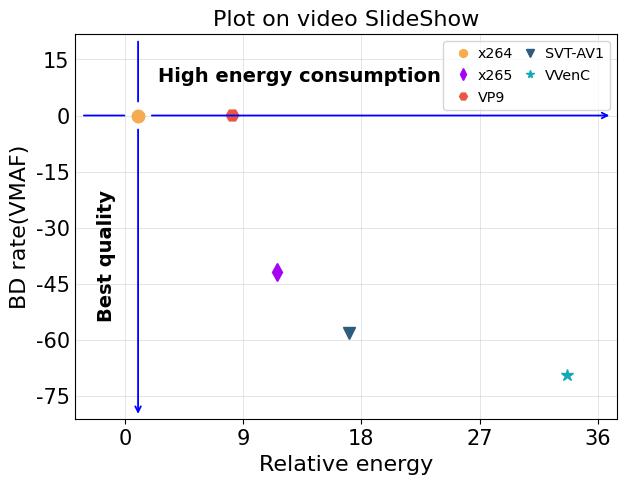 Plot on video SlideShow
x264
x265
VP9
SVT-AV1
VVenC
High energy consumption
Best quality
BD rate(VMAF)
15
0
-15
-30
-45
-60
-75
0 9 18 27 36
Relative energy